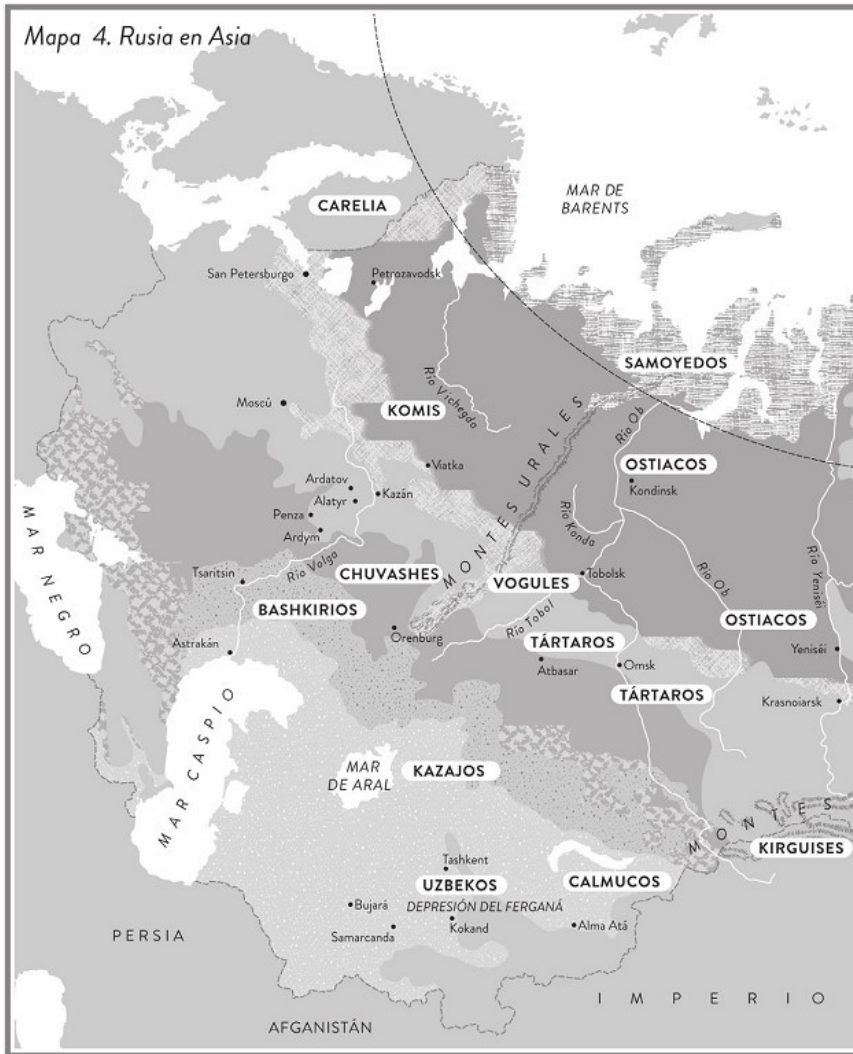 Mapa 4. Rusia en Asia
MAR DE
BARENTS
CARELIA
San Petersburgo
Petrozavodsk
SAMOYEDOS
Río Víchegda
Moscú
KOMIS
MONTES URALES
Río Ob
OSTIACOS
Viatka
Kondinsk
Ardatov
Alatyr
Kazán
Penza
Ardym
Río Konda
Río Yeniséi
MAR NEGRO
Río Volga
Tsaritsin
CHUVASHES
VOGULES
Tobolsk
Río Ob
BASHKIRIOS
Río Tobol
OSTIACOS
Orenburg
Astrakán
TÁRTAROS
Yeniséi
Atbasar
Omsk
TÁRTAROS
Krasnoiarsk
MAR CASPIO
MAR
DE ARAL
KAZAJOS
MONTES
KIRGUISES
Tashkent
UZBEKOS
CALMUCOS
Bujará
DEPRESIÓN DEL FERGANÁ
Samarcanda
Kokand
Alma Atá
PERSIA
IMPERIO
AFGANISTÁN